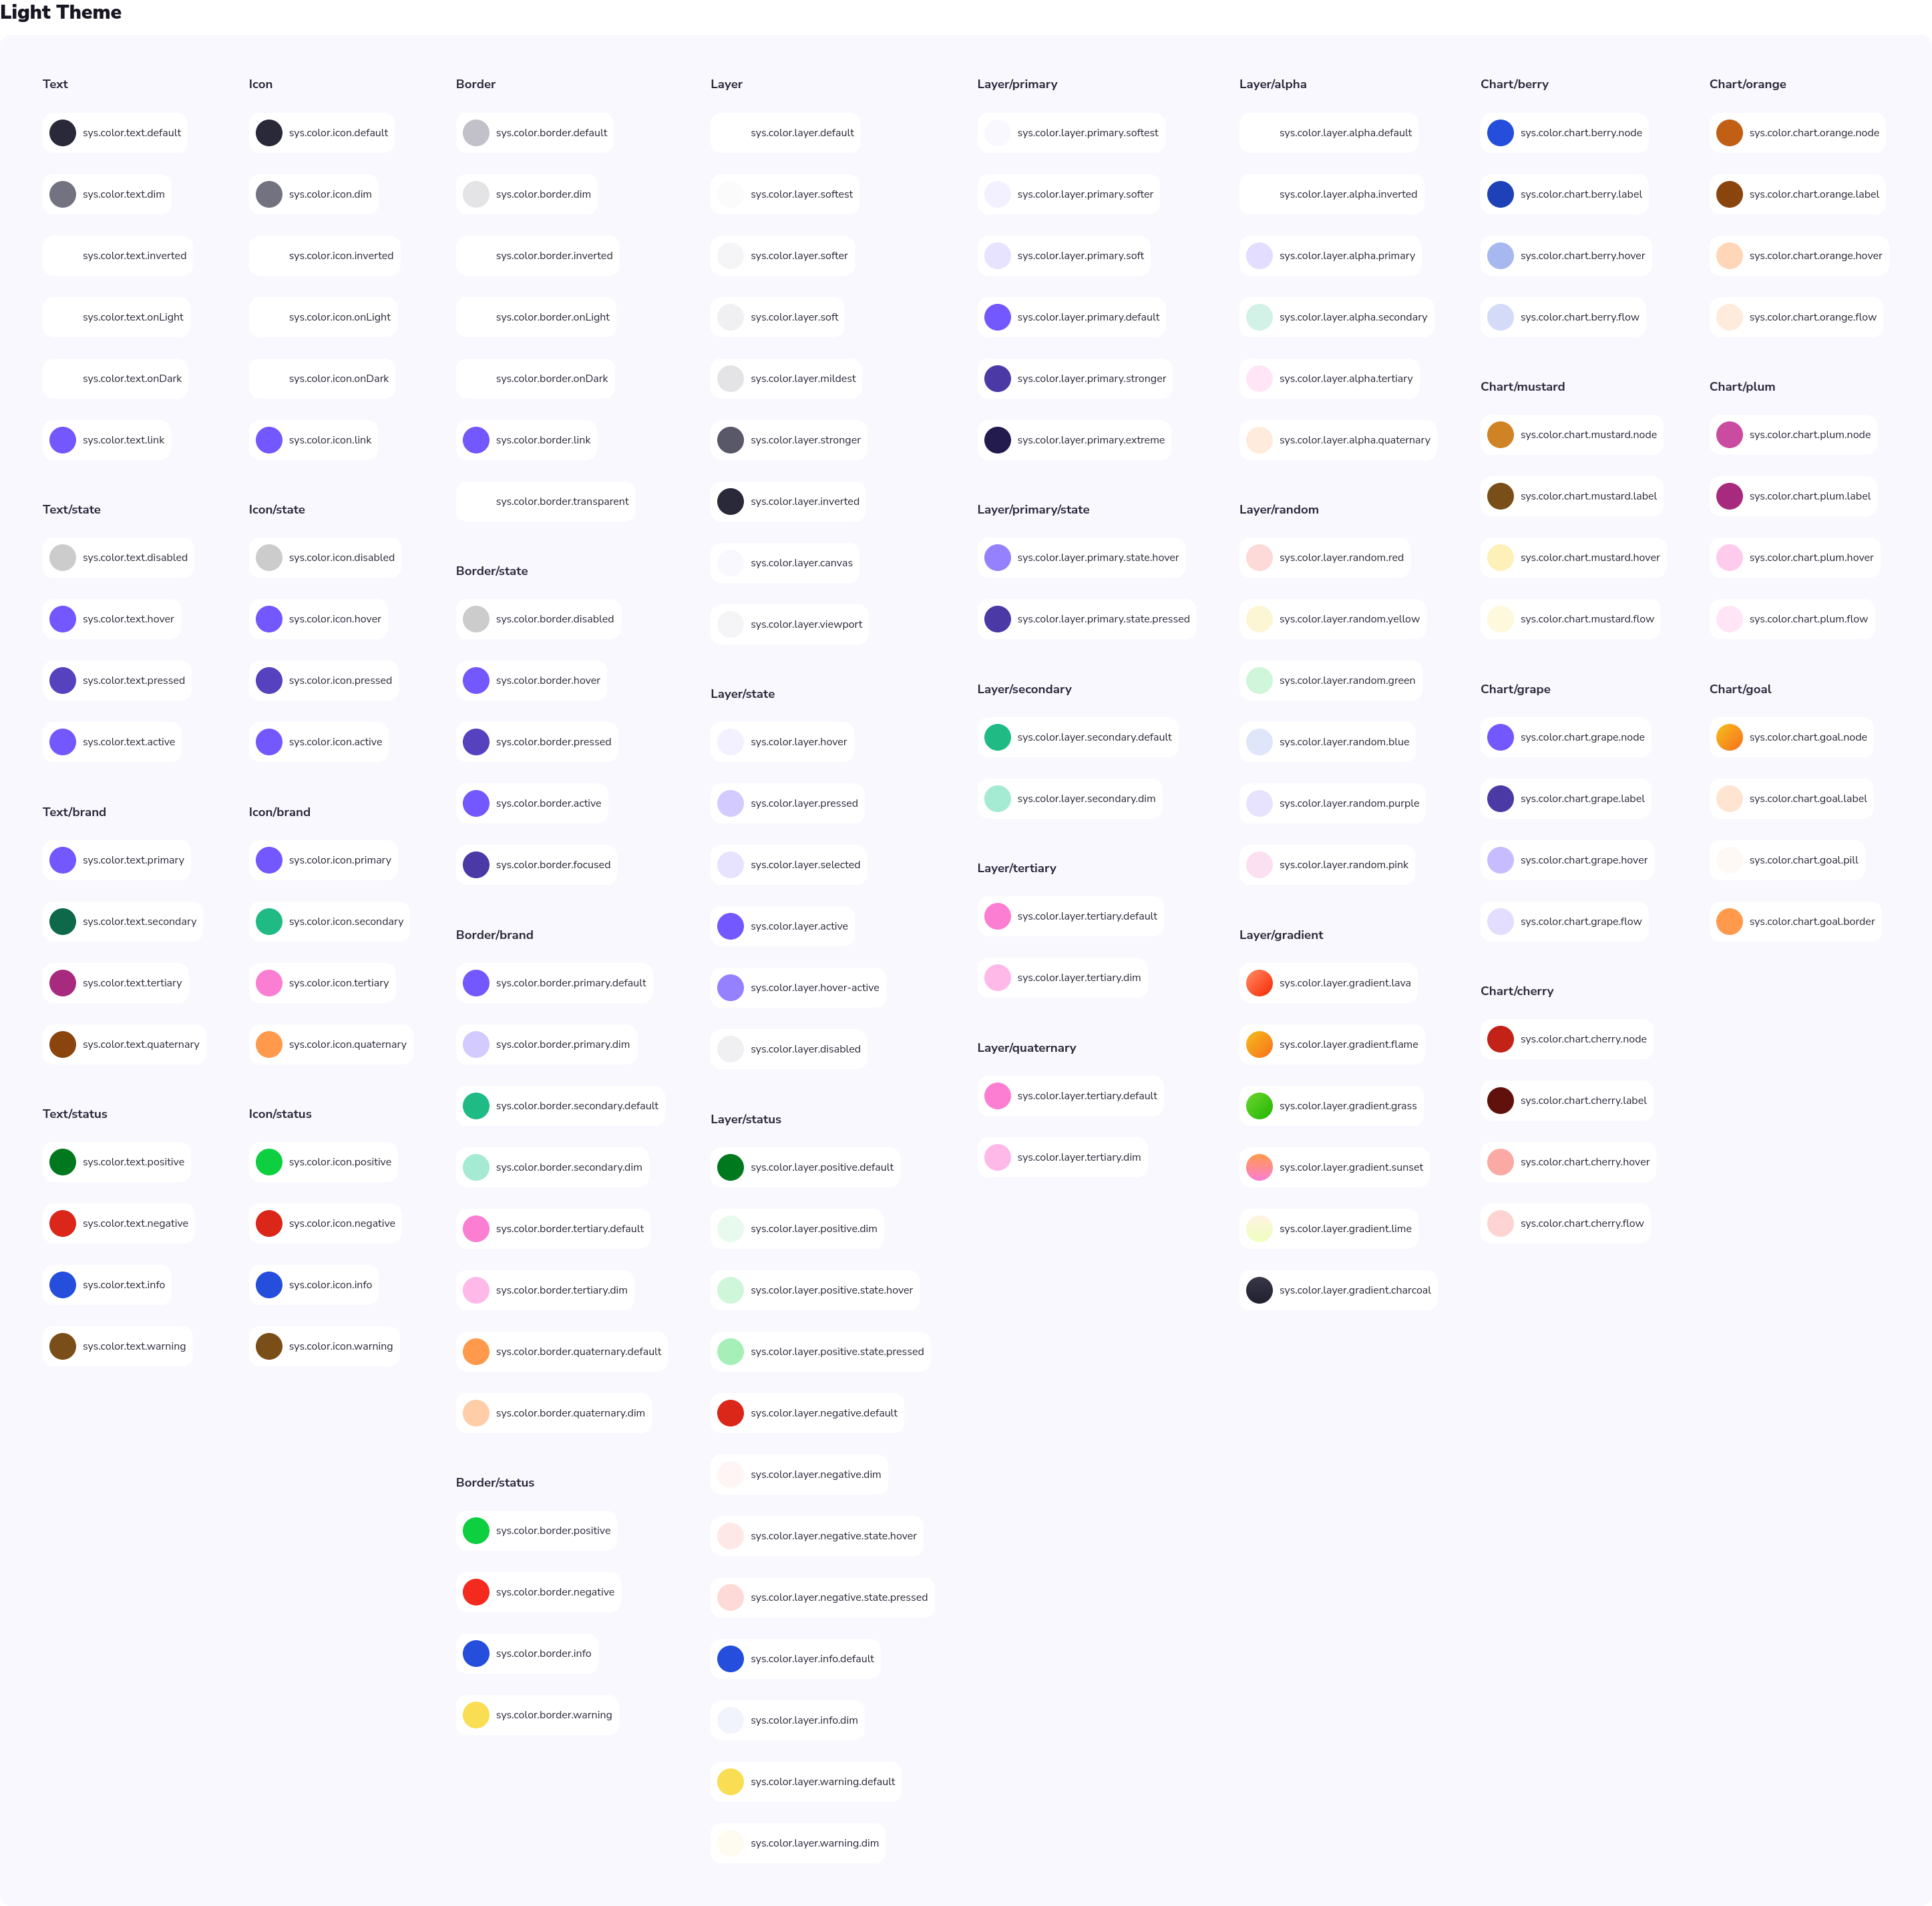 Light Theme
Text
sys.color.text.default
sys.color.text.dim
sys.color.text.inverted
sys.color.text.onLight
sys.color.text.onDark
sys.color.text.link
Text/state
sys.color.text.disabled
sys.color.text.hover
sys.color.text.pressed
sys.color.text.active
Text/brand
sys.color.text.primary
sys.color.text.secondary
sys.color.text.tertiary
sys.color.text.quaternary
Text/status
sys.color.text.positive
sys.color.text.negative
sys.color.text.info
sys.color.text.warning
Icon
sys.color.icon.default
sys.color.icon.dim
sys.color.icon.inverted
sys.color.icon.onLight
sys.color.icon.onDark
sys.color.icon.link
Icon/state
sys.color.icon.disabled
sys.color.icon.hover
sys.color.icon.pressed
sys.color.icon.active
Icon/brand
sys.color.icon.primary
sys.color.icon.secondary
sys.color.icon.tertiary
sys.color.icon.quaternary
Icon/status
sys.color.icon.positive
sys.color.icon.negative
sys.color.icon.info
sys.color.icon.warning
Border
sys.color.border.default
sys.color.border.dim
sys.color.border.inverted
sys.color.border.onLight
sys.color.border.onDark
sys.color.border.link
sys.color.border.transparent
Border/state
sys.color.border.disabled
sys.color.border.hover
sys.color.border.pressed
sys.color.border.active
sys.color.border.focused
Border/brand
sys.color.border.primary.default
sys.color.border.primary.dim
sys.color.border.secondary.default
sys.color.border.secondary.dim
sys.color.border.tertiary.default
sys.color.border.tertiary.dim
sys.color.border.quaternary.default
sys.color.border.quaternary.dim
Border/status
sys.color.border.positive
sys.color.border.negative
sys.color.border.info
sys.color.border.warning
Layer
sys.color.layer.default
sys.color.layer.softest
sys.color.layer.softer
sys.color.layer.soft
sys.color.layer.mildest
sys.color.layer.stronger
sys.color.layer.inverted
sys.color.layer.canvas
sys.color.layer.viewport
Layer/state
sys.color.layer.hover
sys.color.layer.pressed
sys.color.layer.selected
sys.color.layer.active
sys.color.layer.hover-active
sys.color.layer.disabled
Layer/status
sys.color.layer.positive.default
sys.color.layer.positive.dim
sys.color.layer.positive.state.hover
sys.color.layer.positive.state.pressed
sys.color.layer.negative.default
sys.color.layer.negative.dim
sys.color.layer.negative.state.hover
sys.color.layer.negative.state.pressed
sys.color.layer.info.default
sys.color.layer.info.dim
sys.color.layer.warning.default
sys.color.layer.warning.dim
Layer/primary
sys.color.layer.primary.softest
sys.color.layer.primary.softer
sys.color.layer.primary.soft
sys.color.layer.primary.default
sys.color.layer.primary.stronger
sys.color.layer.primary.extreme
Layer/primary/state
sys.color.layer.primary.state.hover
sys.color.layer.primary.state.pressed
Layer/secondary
sys.color.layer.secondary.default
sys.color.layer.secondary.dim
Layer/tertiary
sys.color.layer.tertiary.default
sys.color.layer.tertiary.dim
Layer/quaternary
sys.color.layer.tertiary.default
sys.color.layer.tertiary.dim
Layer/alpha
sys.color.layer.alpha.default
sys.color.layer.alpha.inverted
sys.color.layer.alpha.primary
sys.color.layer.alpha.secondary
sys.color.layer.alpha.tertiary
sys.color.layer.alpha.quaternary
Layer/random
sys.color.layer.random.red
sys.color.layer.random.yellow
sys.color.layer.random.green
sys.color.layer.random.blue
sys.color.layer.random.purple
sys.color.layer.random.pink
Layer/gradient
sys.color.layer.gradient.lava
sys.color.layer.gradient.flame
sys.color.layer.gradient.grass
sys.color.layer.gradient.sunset
sys.color.layer.gradient.lime
sys.color.layer.gradient.charcoal
Chart/berry
sys.color.chart.berry.node
sys.color.chart.berry.label
sys.color.chart.berry.hover
sys.color.chart.berry.flow
Chart/mustard
sys.color.chart.mustard.node
sys.color.chart.mustard.label
sys.color.chart.mustard.hover
sys.color.chart.mustard.flow
Chart/grape
sys.color.chart.grape.node
sys.color.chart.grape.label
sys.color.chart.grape.hover
sys.color.chart.grape.flow
Chart/cherry
sys.color.chart.cherry.node
sys.color.chart.cherry.label
sys.color.chart.cherry.hover
sys.color.chart.cherry.flow
Chart/orange
sys.color.chart.orange.node
sys.color.chart.orange.label
sys.color.chart.orange.hover
sys.color.chart.orange.flow
Chart/plum
sys.color.chart.plum.node
sys.color.chart.plum.label
sys.color.chart.plum.hover
sys.color.chart.plum.flow
Chart/goal
sys.color.chart.goal.node
sys.color.chart.goal.label
sys.color.chart.goal.pill
sys.color.chart.goal.border